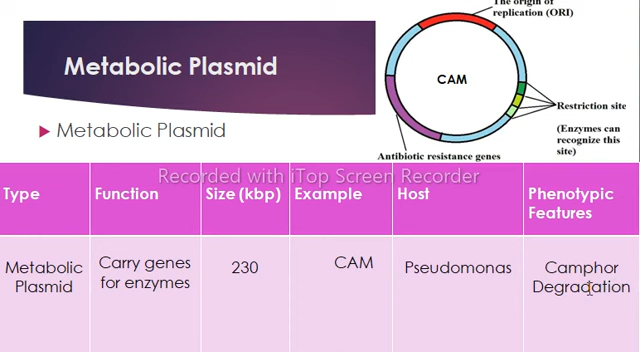 The origin of
replication (ORI)
Metabolic Plasmid
CAM
Restriction site
(Enzymes can
recognize this
site)
Metabolic Plasmid
Antibiotic resistance genes
Recorded with iTop Screen Recorder
Type Function Size (kbp) Example Host Phenotypic
Features
Metabolic Carry genes 230 CAM Pseudomonas Camphor
Plasmid for enzymes Degradation